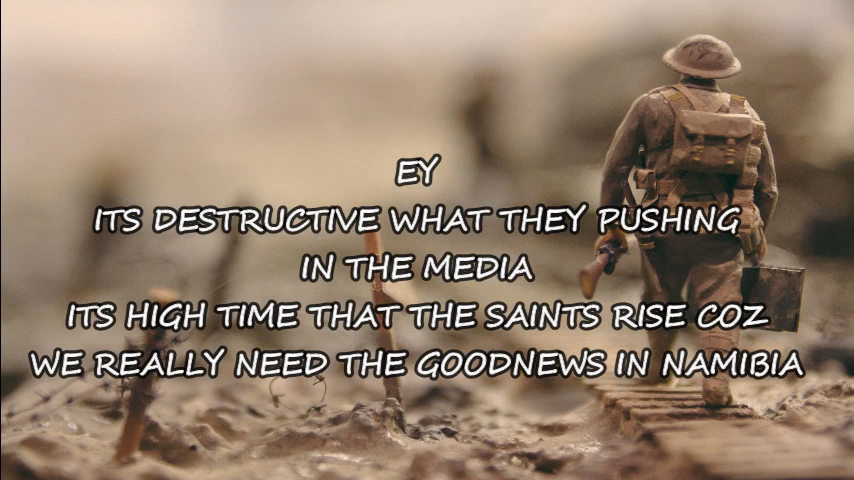 EY
ITS DESTRUCTIVE WHAT THEY PUSHING
IN THE MEDIA
ITS HIGH TIME THAT THE SAINTS RISE COZ
WE REALLY NEED THE GOODNEWS IN NAMIBIA